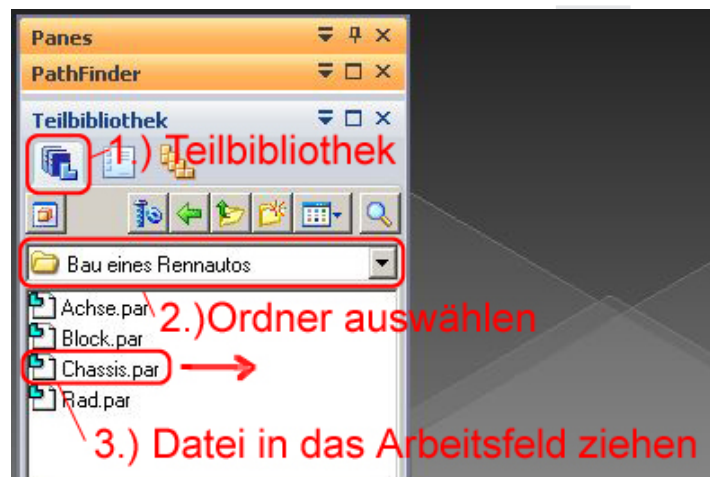 Panes
PathFinder
Teilbibliothek
1.) Teilbibliothek
Bau eines Rennautos
2.)Ordner auswählen
Achse.par
Block.par
Chassis.par
Rad.par
3.) Datei in das Arbeitsfeld ziehen